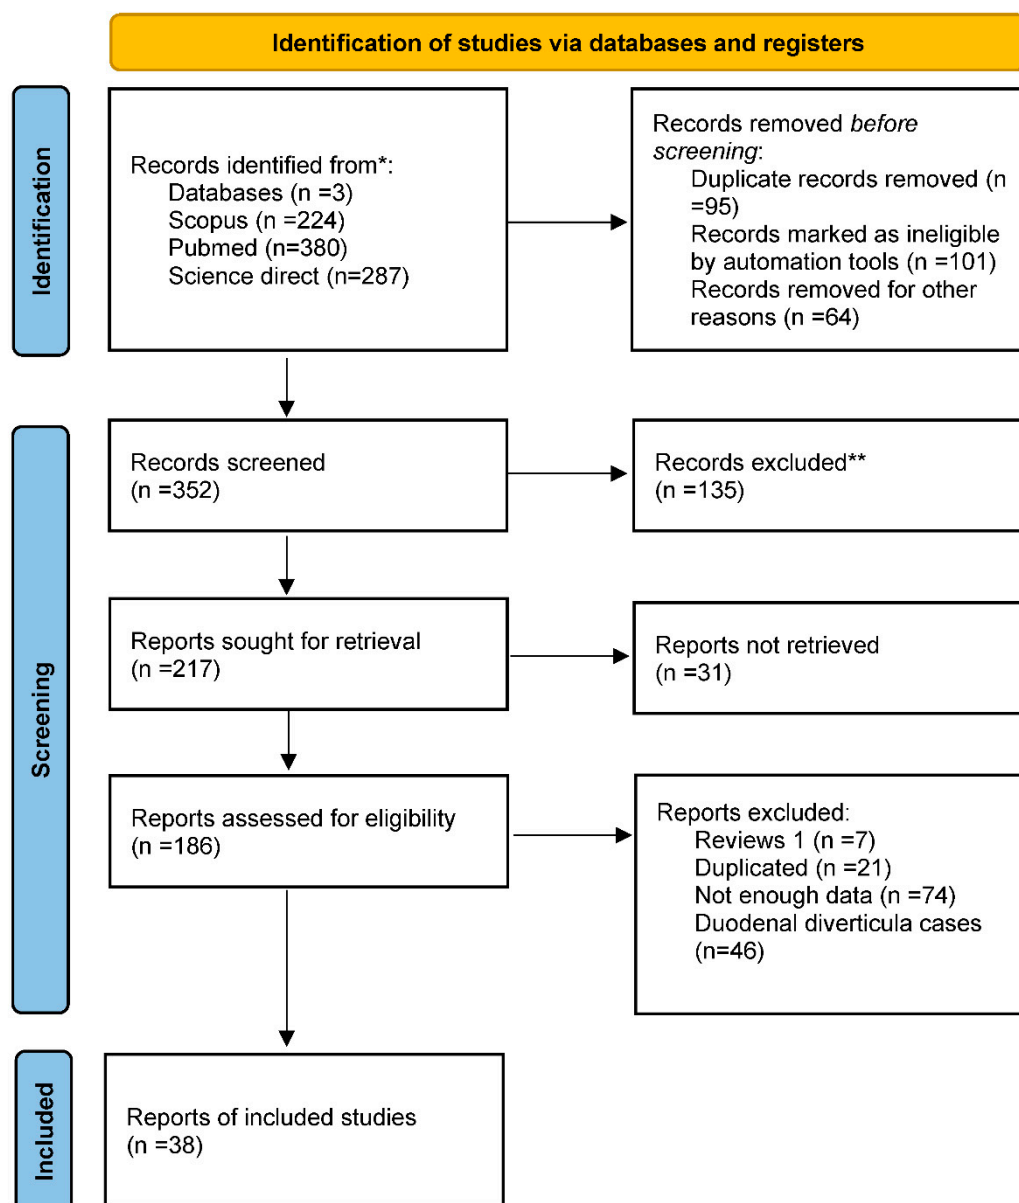 Identification of studies via databases and registers
Identification
Records identified from*:
Databases (n =3)
Scopus (n =224)
Pubmed (n=380)
Science direct (n=287)
Records removed before
screening:
Duplicate records removed (n
=95)
Records marked as ineligible
by automation tools (n =101)
Records removed for other
reasons (n =64)
Screening
Records screened
(n =352)
Records excluded**
(n =135)
Reports sought for retrieval
(n =217)
Reports not retrieved
(n =31)
Reports assessed for eligibility
(n =186)
Reports excluded:
Reviews 1 (n =7)
Duplicated (n =21)
Not enough data (n =74)
Duodenal diverticula cases
(n=46)
Included
Reports of included studies
(n =38)